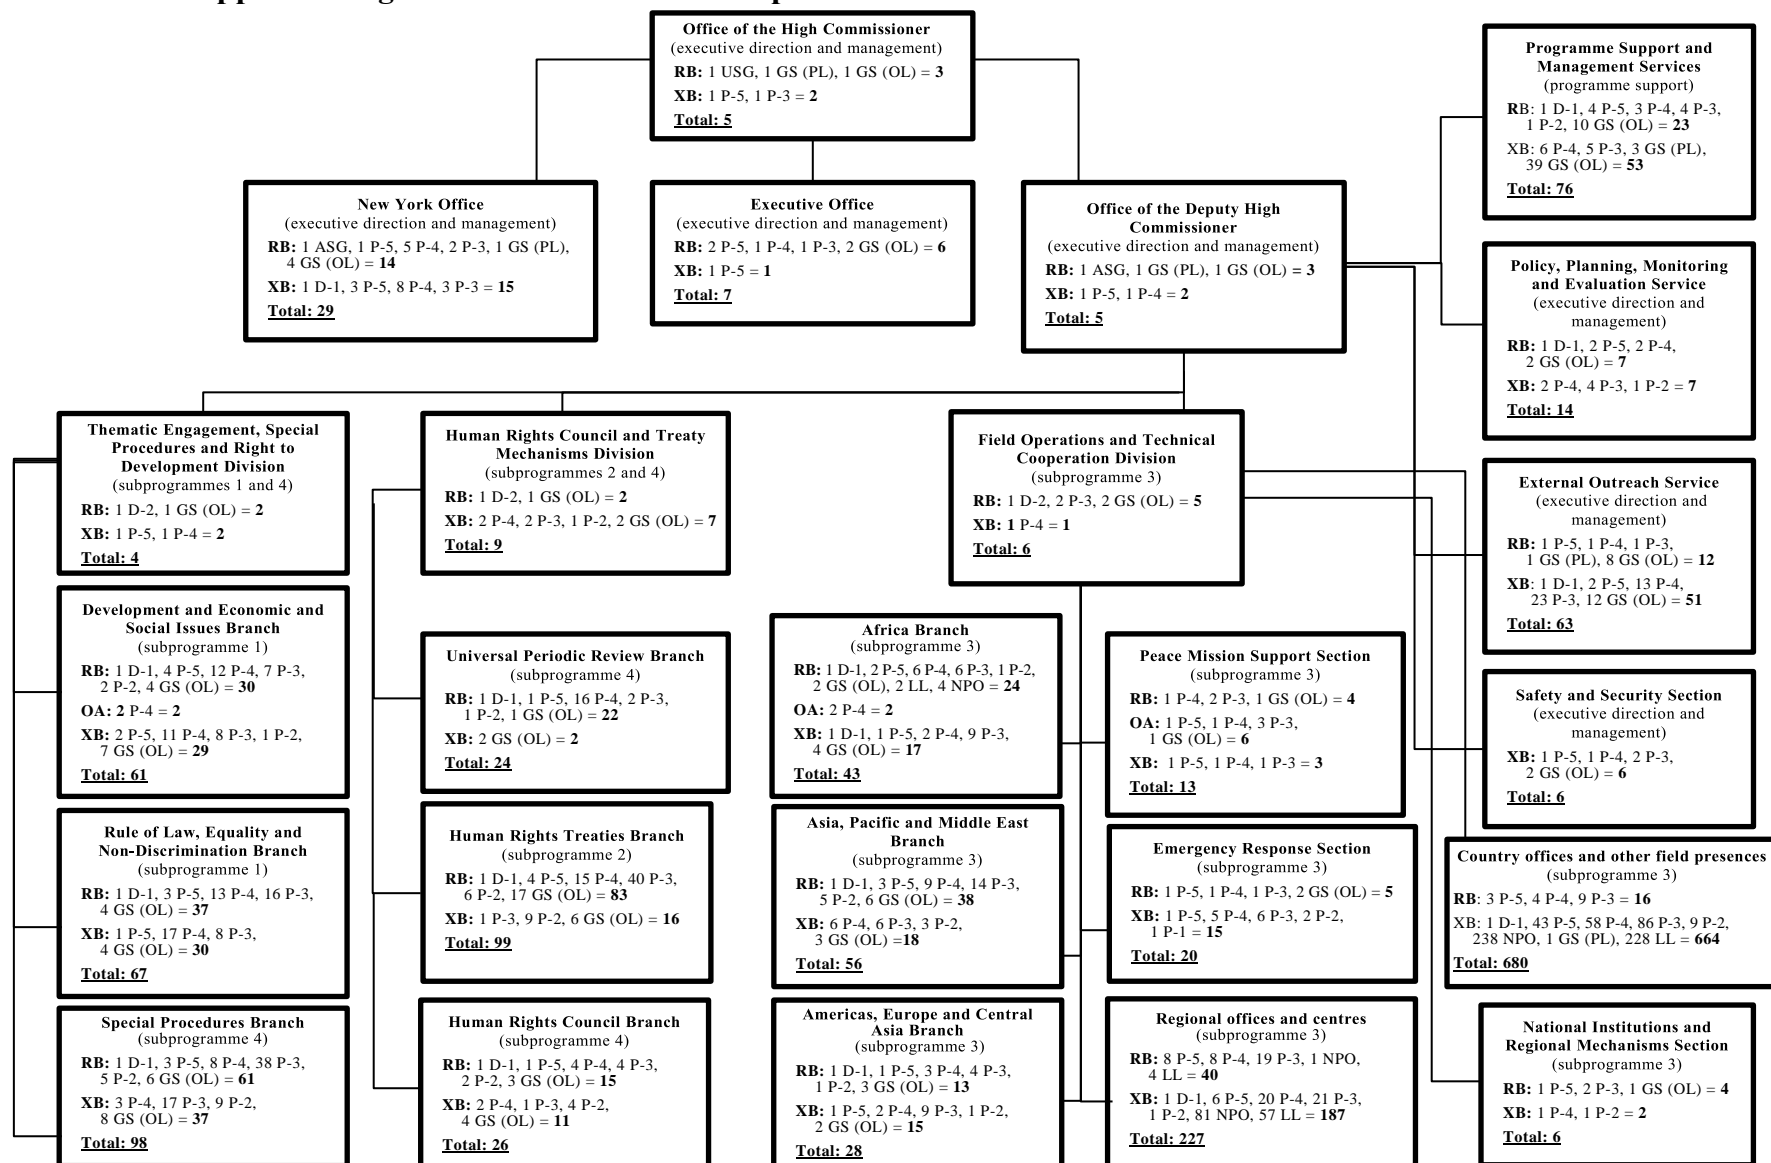 Office of the High Commissioner
(executive direction and management)
RB: 1 USG, 1 GS (PL), 1 GS (OL) = 3
XB: 1 P-5, 1 P-3 = 2
Total: 5
Programme Support and
Management Services
(programme support)
RB: 1 D-1, 4 P-5, 3 P-4, 4 P-3,
1 P-2, 10 GS (OL) = 23
XB: 6 P-4, 5 P-3, 3 GS (PL),
39 GS (OL) = 53
Total: 76
New York Office
(executive direction and management)
RB: 1 ASG, 1 P-5, 5 P-4, 2 P-3, 1 GS (PL),
4 GS (OL) = 14
XB: 1 D-1, 3 P-5, 8 P-4, 3 P-3 = 15
Total: 29
Executive Office
(executive direction and management)
RB: 2 P-5, 1 P-4, 1 P-3, 2 GS (OL) = 6
XB: 1 P-5 = 1
Total: 7
Office of the Deputy High
Commissioner
(executive direction and management)
RB: 1 ASG, 1 GS (PL), 1 GS (OL) = 3
XB: 1 P-5, 1 P-4 = 2
Total: 5
Policy, Planning, Monitoring
and Evaluation Service
(executive direction and
management)
RB: 1 D-1, 2 P-5, 2 P-4,
2 GS (OL) = 7
XB: 2 P-4, 4 P-3, 1 P-2 = 7
Total: 14
Thematic Engagement, Special
Procedures and Right to
Development Division
(subprogrammes 1 and 4)
RB: 1 D-2, 1 GS (OL) = 2
XB: 1 P-5, 1 P-4 = 2
Total: 4
Human Rights Council and Treaty
Mechanisms Division
(subprogrammes 2 and 4)
RB: 1 D-2, 1 GS (OL) = 2
XB: 2 P-4, 2 P-3, 1 P-2, 2 GS (OL) = 7
Total: 9
Field Operations and Technical
Cooperation Division
(subprogramme 3)
RB: 1 D-2, 2 P-3, 2 GS (OL) = 5
XB: 1 P-4 = 1
Total: 6
External Outreach Service
(executive direction and
management)
RB: 1 P-5, 1 P-4, 1 P-3,
1 GS (PL), 8 GS (OL) = 12
XB: 1 D-1, 2 P-5, 13 P-4,
23 P-3, 12 GS (OL) = 51
Total: 63
Development and Economic and
Social Issues Branch
(subprogramme 1)
RB: 1 D-1, 4 P-5, 12 P-4, 7 P-3,
2 P-2, 4 GS (OL) = 30
OA: 2 P-4 = 2
XB: 2 P-5, 11 P-4, 8 P-3, 1 P-2,
7 GS (OL) = 29
Total: 61
Universal Periodic Review Branch
(subprogramme 4)
RB: 1 D-1, 1 P-5, 16 P-4, 2 P-3,
1 P-2, 1 GS (OL) = 22
XB: 2 GS (OL) = 2
Total: 24
Africa Branch
(subprogramme 3)
RB: 1 D-1, 2 P-5, 6 P-4, 6 P-3, 1 P-2,
2 GS (OL), 2 LL, 4 NPO = 24
OA: 2 P-4 = 2
XB: 1 D-1, 1 P-5, 2 P-4, 9 P-3,
4 GS (OL) = 17
Total: 43
Peace Mission Support Section
(subprogramme 3)
RB: 1 P-4, 2 P-3, 1 GS (OL) = 4
OA: 1 P-5, 1 P-4, 3 P-3,
1 GS (OL) = 6
XB: 1 P-5, 1 P-4, 1 P-3 = 3
Total: 13
Safety and Security Section
(executive direction and
management)
XB: 1 P-5, 1 P-4, 2 P-3,
2 GS (OL) = 6
Total: 6
Rule of Law, Equality and
Non-Discrimination Branch
(subprogramme 1)
RB: 1 D-1, 3 P-5, 13 P-4, 16 P-3,
4 GS (OL) = 37
XB: 1 P-5, 17 P-4, 8 P-3,
4 GS (OL) = 30
Total: 67
Human Rights Treaties Branch
(subprogramme 2)
RB: 1 D-1, 4 P-5, 15 P-4, 40 P-3,
6 P-2, 17 GS (OL) = 83
XB: 1 P-3, 9 P-2, 6 GS (OL) = 16
Total: 99
Asia, Pacific and Middle East
Branch
(subprogramme 3)
RB: 1 D-1, 3 P-5, 9 P-4, 14 P-3,
5 P-2, 6 GS (OL) = 38
XB: 6 P-4, 6 P-3, 3 P-2,
3 GS (OL) =18
Total: 56
Emergency Response Section
(subprogramme 3)
RB: 1 P-5, 1 P-4, 1 P-3, 2 GS (OL) = 5
XB: 1 P-5, 5 P-4, 6 P-3, 2 P-2,
1 P-1 = 15
Total: 20
Country offices and other field presences
(subprogramme 3)
RB: 3 P-5, 4 P-4, 9 P-3 = 16
XB: 1 D-1, 43 P-5, 58 P-4, 86 P-3, 9 P-2,
238 NPO, 1 GS (PL), 228 LL = 664
Total: 680
Special Procedures Branch
(subprogramme 4)
RB: 1 D-1, 3 P-5, 8 P-4, 38 P-3,
5 P-2, 6 GS (OL) = 61
XB: 3 P-4, 17 P-3, 9 P-2,
8 GS (OL) = 37
Total: 98
Human Rights Council Branch
(subprogramme 4)
RB: 1 D-1, 1 P-5, 4 P-4, 4 P-3,
2 P-2, 3 GS (OL) = 15
XB: 2 P-4, 1 P-3, 4 P-2,
4 GS (OL) = 11
Total: 26
Americas, Europe and Central
Asia Branch
(subprogramme 3)
RB: 1 D-1, 1 P-5, 3 P-4, 4 P-3,
1 P-2, 3 GS (OL) = 13
XB: 1 P-5, 2 P-4, 9 P-3, 1 P-2,
2 GS (OL) = 15
Total: 28
Regional offices and centres
(subprogramme 3)
RB: 8 P-5, 8 P-4, 19 P-3, 1 NPO,
4 LL = 40
XB: 1 D-1, 6 P-5, 20 P-4, 21 P-3,
1 P-2, 81 NPO, 57 LL = 187
Total: 227
National Institutions and
Regional Mechanisms Section
(subprogramme 3)
RB: 1 P-5, 2 P-3, 1 GS (OL) = 4
XB: 1 P-4, 1 P-2 = 2
Total: 6